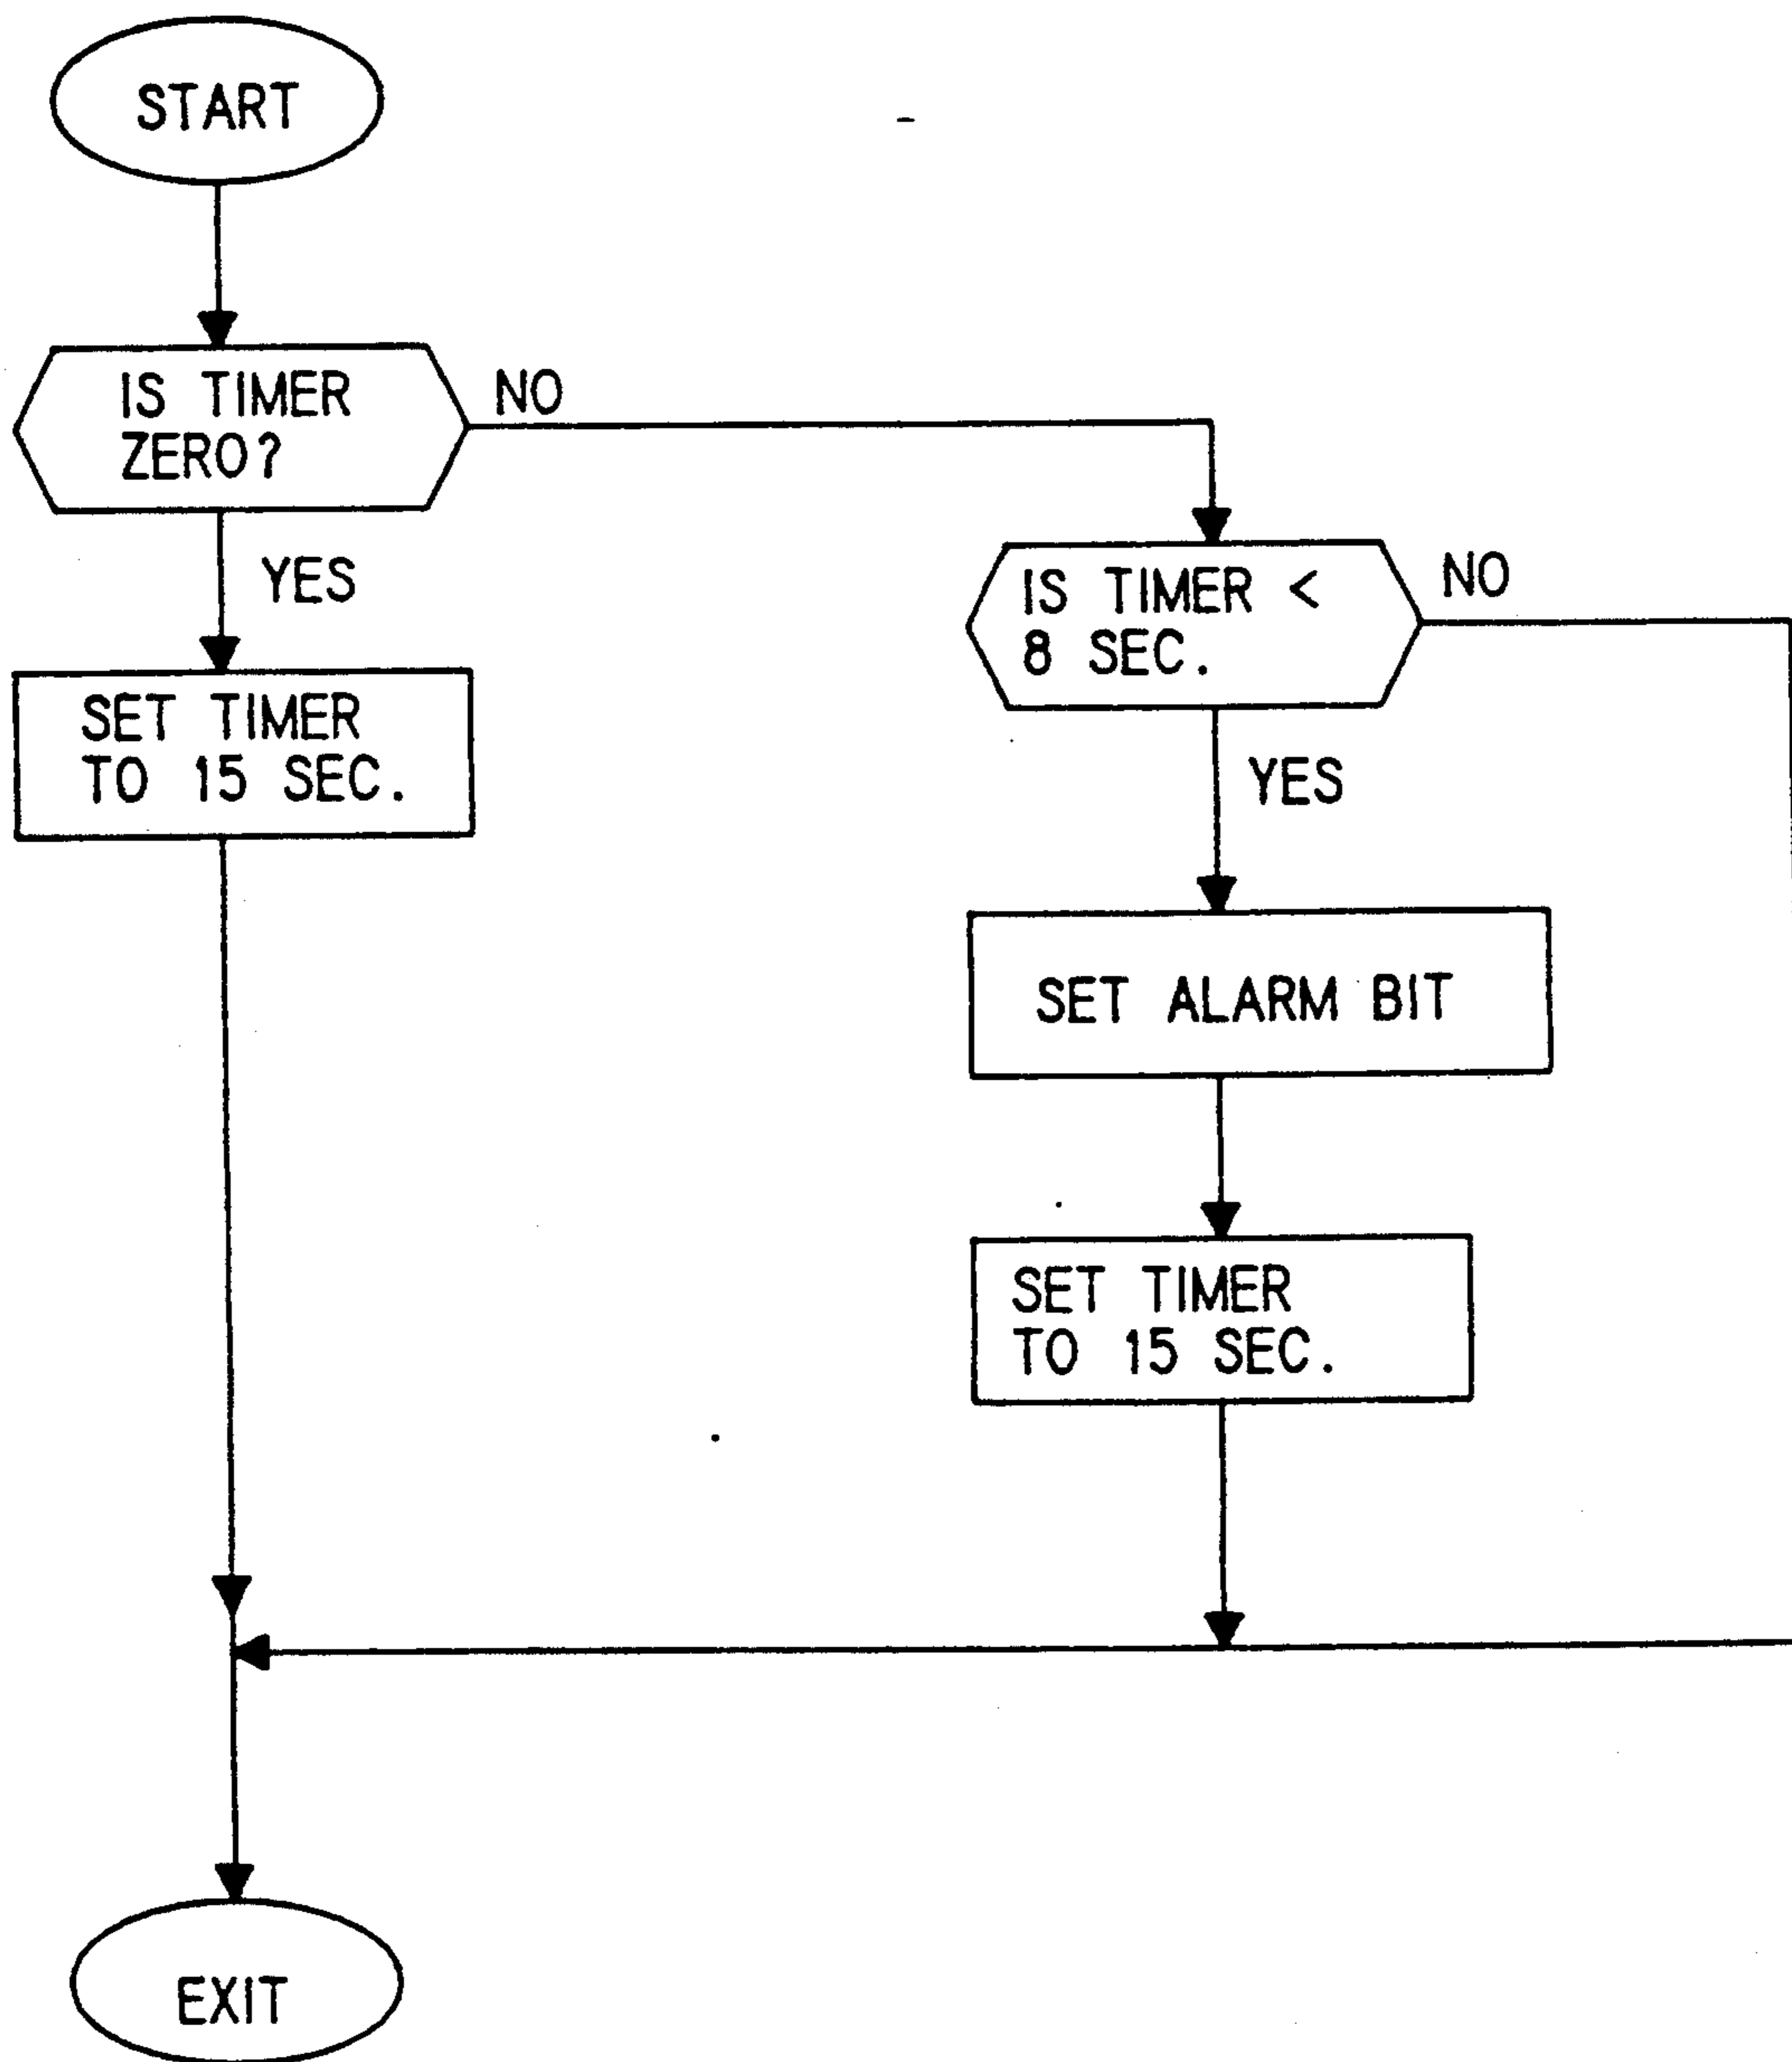 START
IS TIMER
ZERO?
NO
YES
SET TIMER
TO 15 SEC.
IS TIMER <
8 SEC.
NO
YES
SET ALARM BIT
SET TIMER
TO 15 SEC.
EXIT